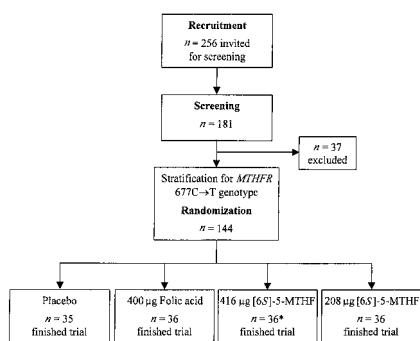 Recruitment
n = 256 invited
for screening
Screening
n = 181
n = 37
excluded
Stratification for MTHFR
677C→T genotype
Randomization
n = 144
Placebo
n = 35
finished trial
400 µg Folic acid
n = 36
finished trial
416 µg [6S]-5-MTHF
n = 36*
finished trial
208 µg [6S]-5-MTHF
n = 36
finished trial